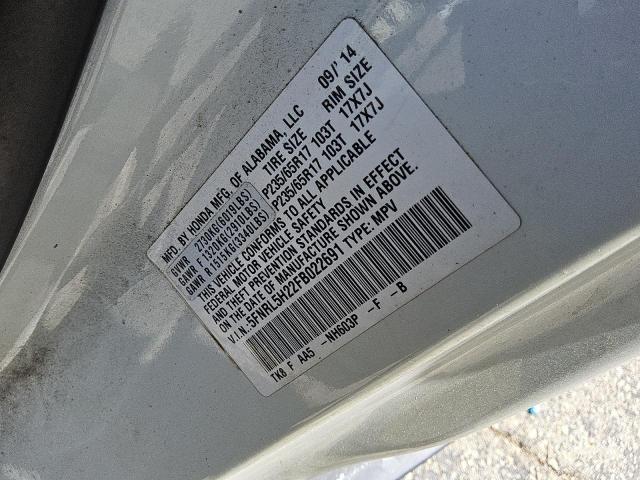 MFD. BY HONDA MFG. OF ALABAMA, LLC 09/'14
GVWR 2730KG(6019LBS) TIRE SIZE RIM SIZE
GAWR F 1320KG(2910LBS) P235/65R17 103T 17X7J
GAWR R 1515KG(3340LBS) P235/65R17 103T 17X7J
THIS VEHICLE CONFORMS TO ALL APPLICABLE
FEDERAL MOTOR VEHICLE SAFETY
AND THEFT PREVENTION STANDARDS IN EFFECT
ON THE DATE OF MANUFACTURE SHOWN ABOVE.
V.I.N.:5FNRL5H22FB022691 TYPE: MPV
TK8 F AA5 -NH603P -F -B